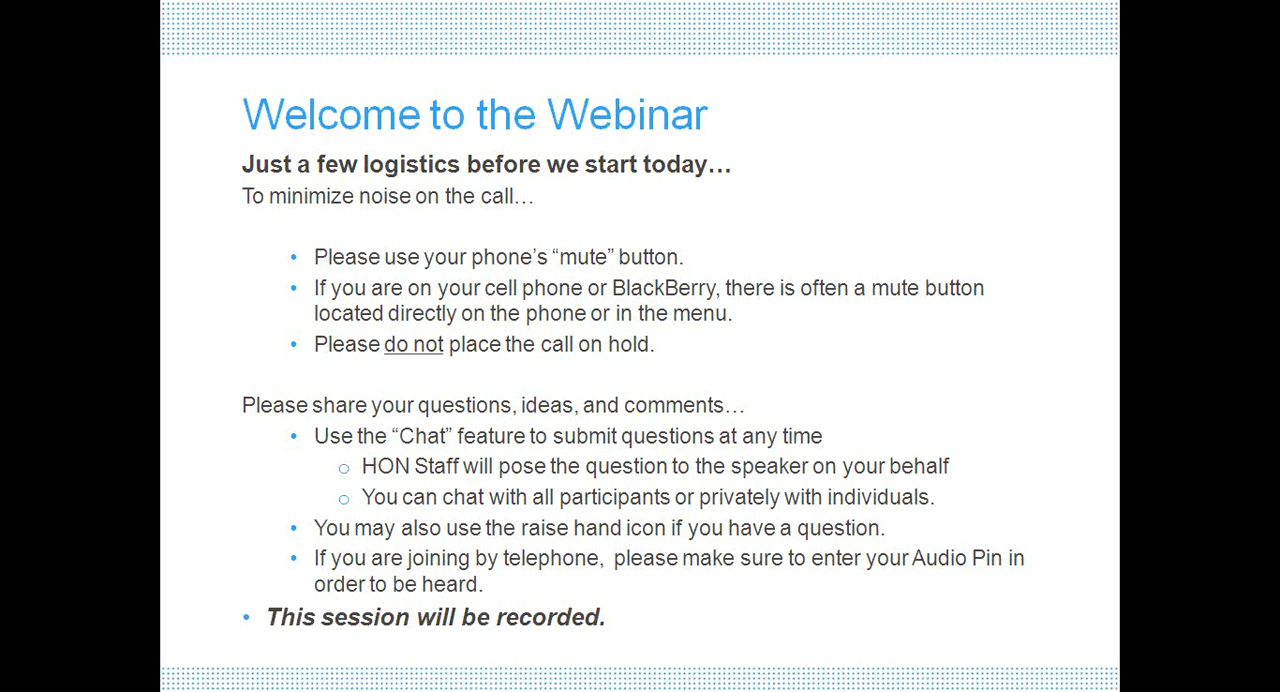 Welcome to the Webinar
Just a few logistics before we start today…
To minimize noise on the call…
• Please use your phone’s “mute” button.
• If you are on your cell phone or BlackBerry, there is often a mute button
located directly on the phone or in the menu.
• Please do not place the call on hold.
Please share your questions, ideas, and comments…
• Use the “Chat” feature to submit questions at any time
o HON Staff will pose the question to the speaker on your behalf
o You can chat with all participants or privately with individuals.
• You may also use the raise hand icon if you have a question.
• If you are joining by telephone,  please make sure to enter your Audio Pin in
order to be heard.
• This session will be recorded.